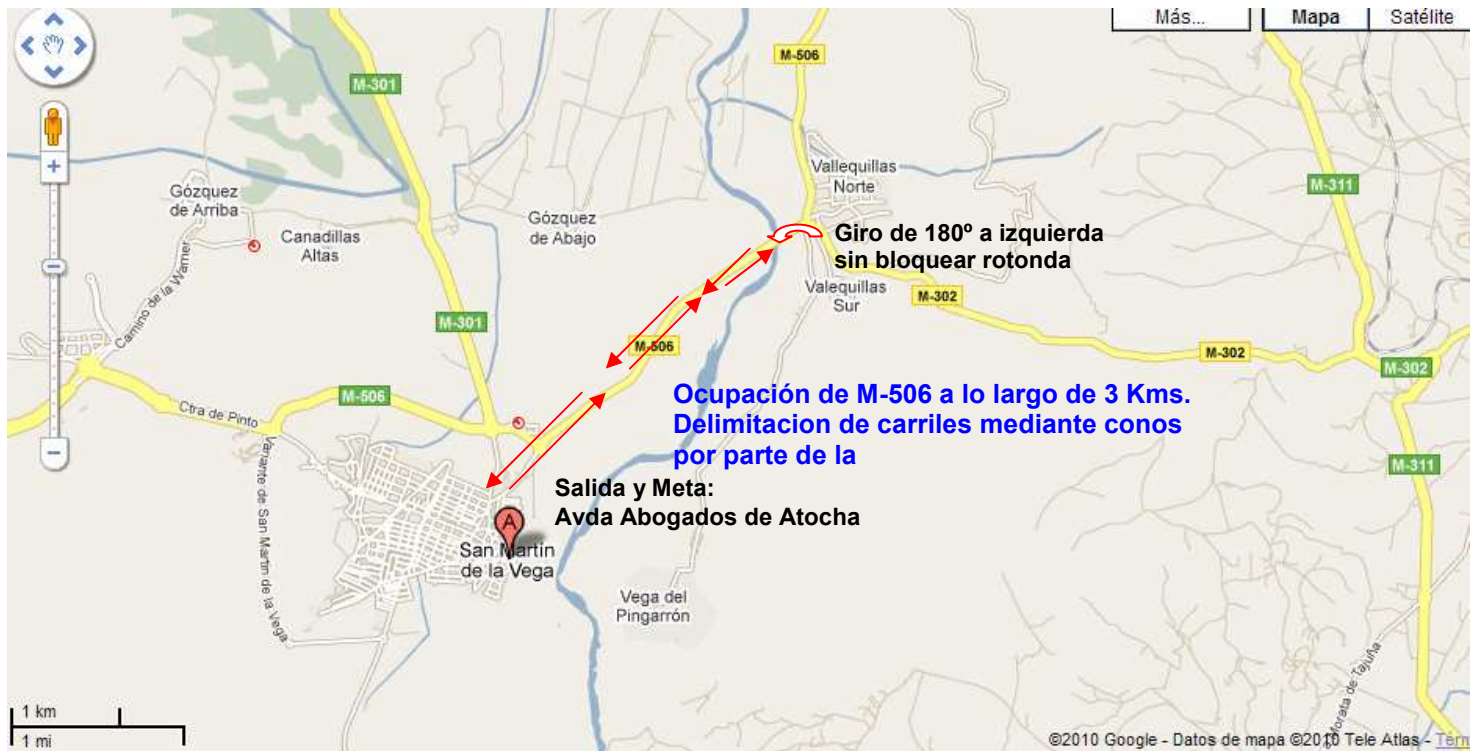 Más...
Mapa
Satélite
M-506
M-301
Vallequillas
Norte
M-311
Gózquez
de Arriba
Gózquez
de Abajo
Canadillas
Altas
Giro de 180º a izquierda
sin bloquear rotonda
Camino de la Warner
Valequillas
Sur
M-302
M-301
M-506
M-302
M-302
M-506
Ctra de Pinto
Ocupación de M-506 a lo largo de 3 Kms.
Delimitacion de carriles mediante conos
por parte de la
M-311
Salida y Meta:
Avda Abogados de Atocha
Variante de San Martín de la Vega
A
San Martín
de la Vega
Vega del
Pingarrón
Morata de Tajuña
1 km
1 mi
©2010 Google - Datos de mapa ©2010 Tele Atlas - Térm